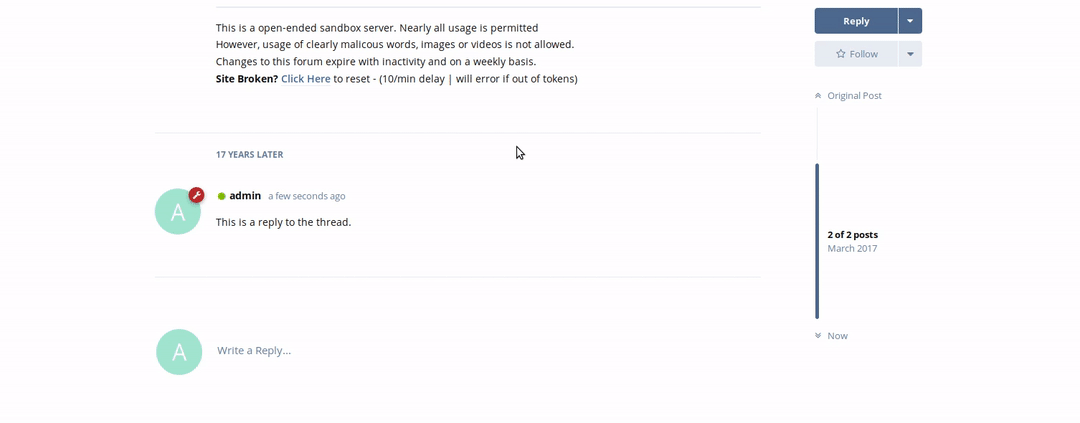 This is a open-ended sandbox server. Nearly all usage is permitted
However, usage of clearly malicous words, images or videos is not allowed.
Changes to this forum expire with inactivity and on a weekly basis.
Site Broken? Click Here to reset - (10/min delay | will error if out of tokens)
17 YEARS LATER
A
admin a few seconds ago
This is a reply to the thread.
A
Write a Reply...
Reply
Follow
Original Post
2 of 2 posts
March 2017
Now